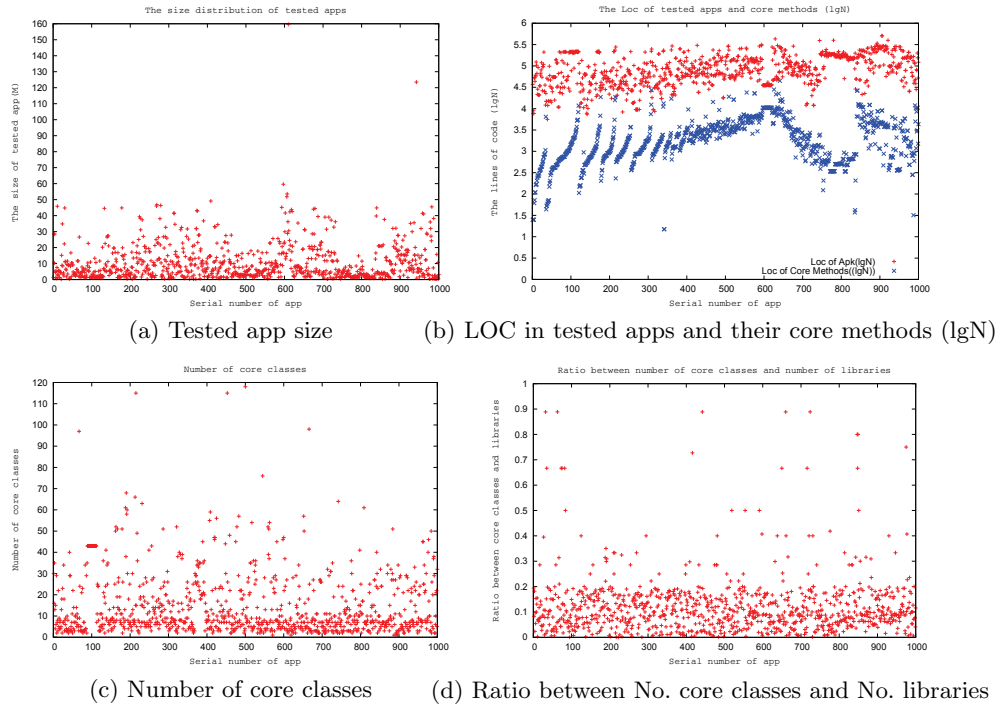 The size distribution of tested apps
The size of tested app(M)
160
150
140
130
120
110
100
90
80
70
60
50
40
30
20
10
0
0 100 200 300 400 500 600 700 800 900 1000
Serial number of app
(a) Tested app size
The Loc of tested apps and core methods (lgN)
The lines of code (lgN)
6
5.5
5
4.5
4
3.5
3
2.5
2
1.5
1
0.5
0
Loc of Apk(lgN)
Loc of Core Methods((lgN))
0 100 200 300 400 500 600 700 800 900 1000
Serial number of app
(b) LOC in tested apps and their core methods (lgN)
Number of core classes
Number of core classes
120
110
100
90
80
70
60
50
40
30
20
10
0
0 100 200 300 400 500 600 700 800 900 1000
Serial number of app
(c) Number of core classes
Ratio between number of core classes and number of libraries
Ratio between core classes and libraries
1
0.9
0.8
0.7
0.6
0.5
0.4
0.3
0.2
0.1
0
0 100 200 300 400 500 600 700 800 900 1000
Serial number of app
(d) Ratio between No. core classes and No. libraries